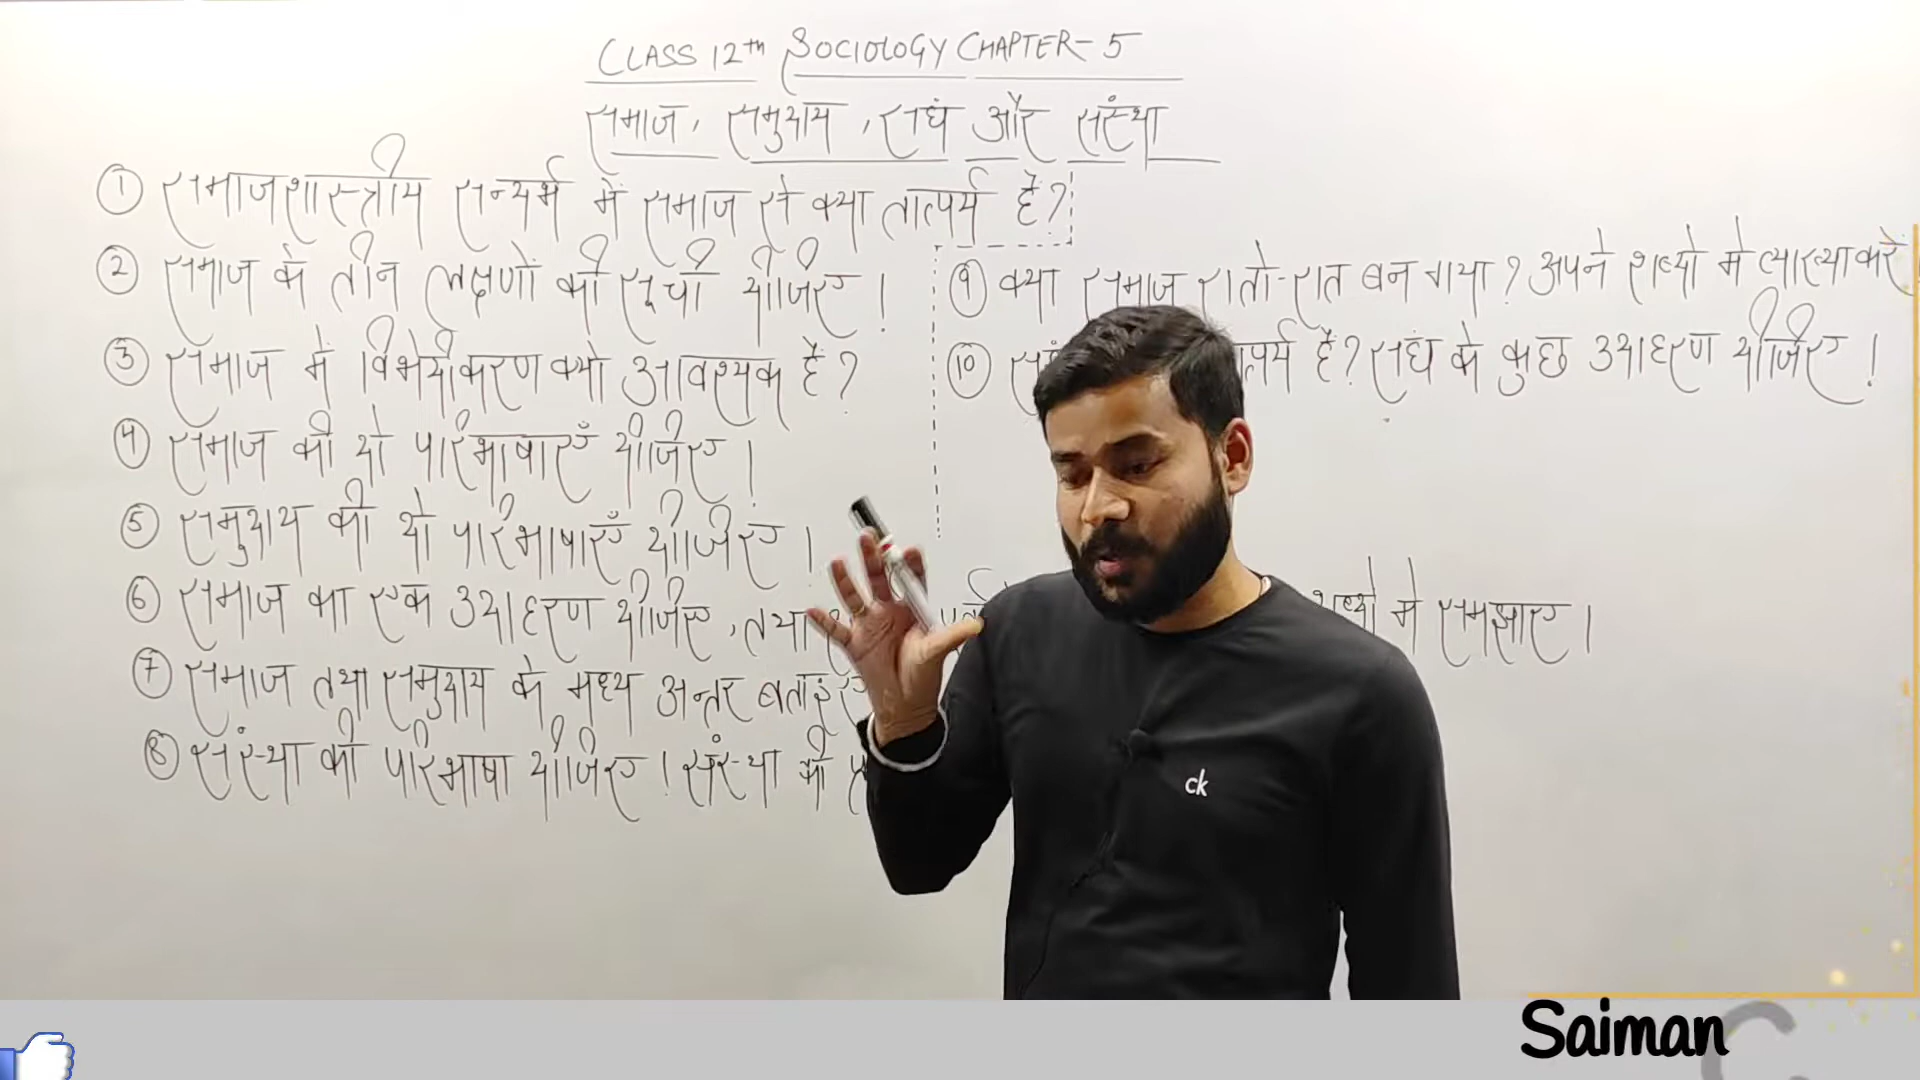 CLASS 12th SOCIOLOGY CHAPTER-5
समाज, समुदाय, संघ और संस्था
① समाजशास्त्रीय सन्दर्भ में समाज से क्या तात्पर्य है?
② समाज के तीन लक्षणों की सूची दीजिए।
③ समाज में विभेदीकरण क्यो आवश्यक है?
④ समाज की दो परिभाषाएँ दीजिए।
⑤ समुदाय की दो परिभाषाएँ दीजिए।
⑥ समाज का एक उदाहरण दीजिए, तथा शब्दो मे समझाए।
⑦ समाज तथा समुदाय के मध्य अन्तर बताइए
⑧ संस्था की परिभाषा दीजिए। संस्था की
⑨ क्या समाज रातो-रात बन गया? अपने शब्दो मे व्याख्या करें
⑩ है? संघ के कुछ उदाहरण दीजिए।
ck
Saiman